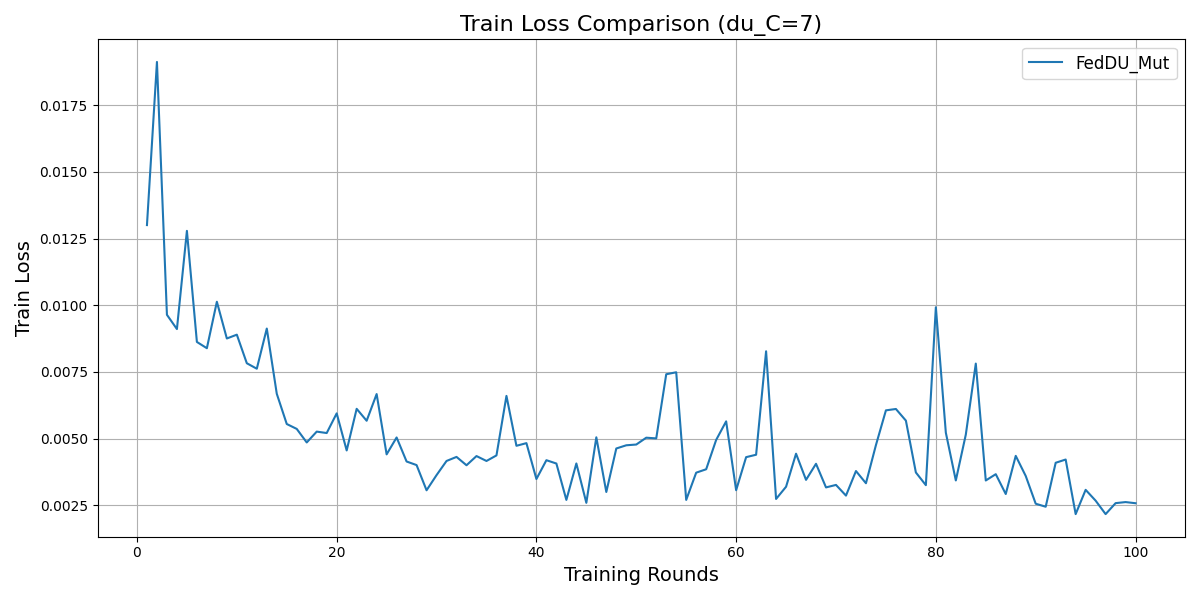 Train Loss Comparison (du_C=7)
FedDU_Mut
Train Loss
0.0175
0.0150
0.0125
0.0100
0.0075
0.0050
0.0025
0 20 40 60 80 100
Training Rounds